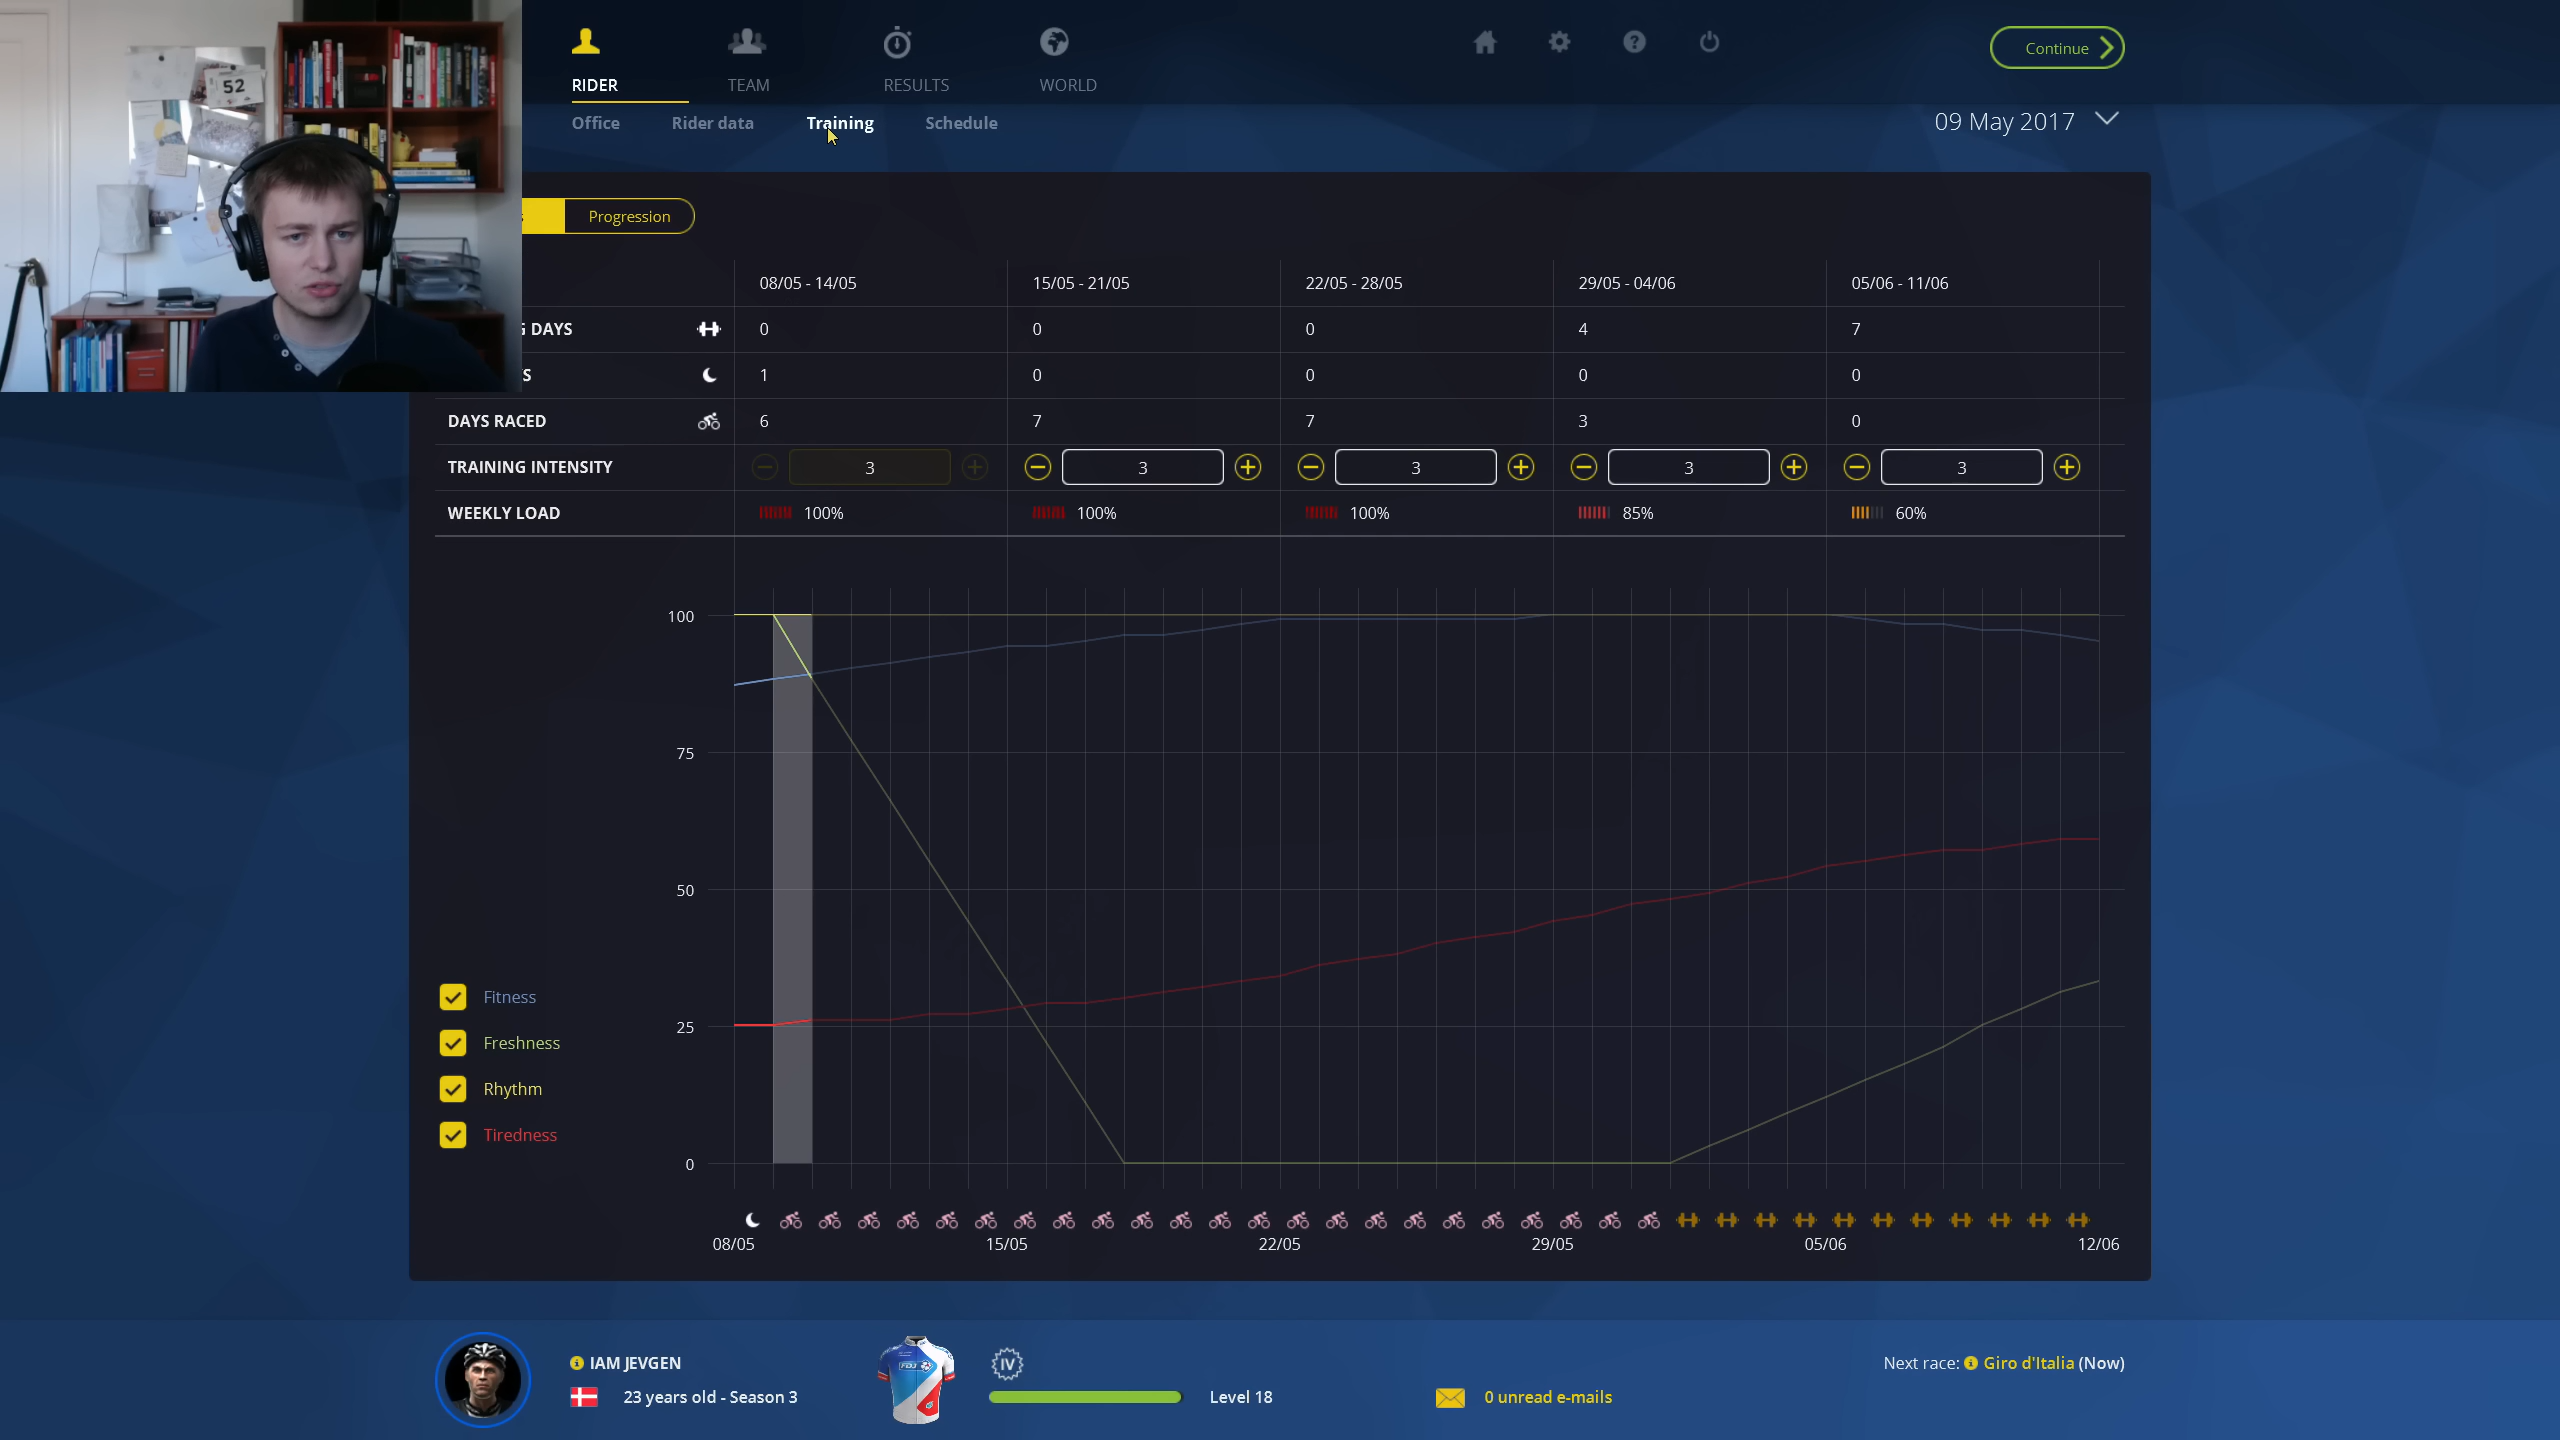 52
RIDER TEAM RESULTS WORLD
Continue
Office Rider data Training Schedule
09 May 2017
Progression
08/05 - 14/05 15/05 - 21/05 22/05 - 28/05 29/05 - 04/06 05/06 - 11/06
G DAYS 0 0 0 4 7
S 1 0 0 0 0
DAYS RACED 6 7 7 3 0
TRAINING INTENSITY 3 3 3 3 3
WEEKLY LOAD 100% 100% 100% 85% 60%
100
75
50
25
0
Fitness
Freshness
Rhythm
Tiredness
08/05 15/05 22/05 29/05 05/06 12/06
IAM JEVGEN
23 years old - Season 3
FDJ
IV
Level 18
0 unread e-mails
Next race: Giro d'Italia (Now)